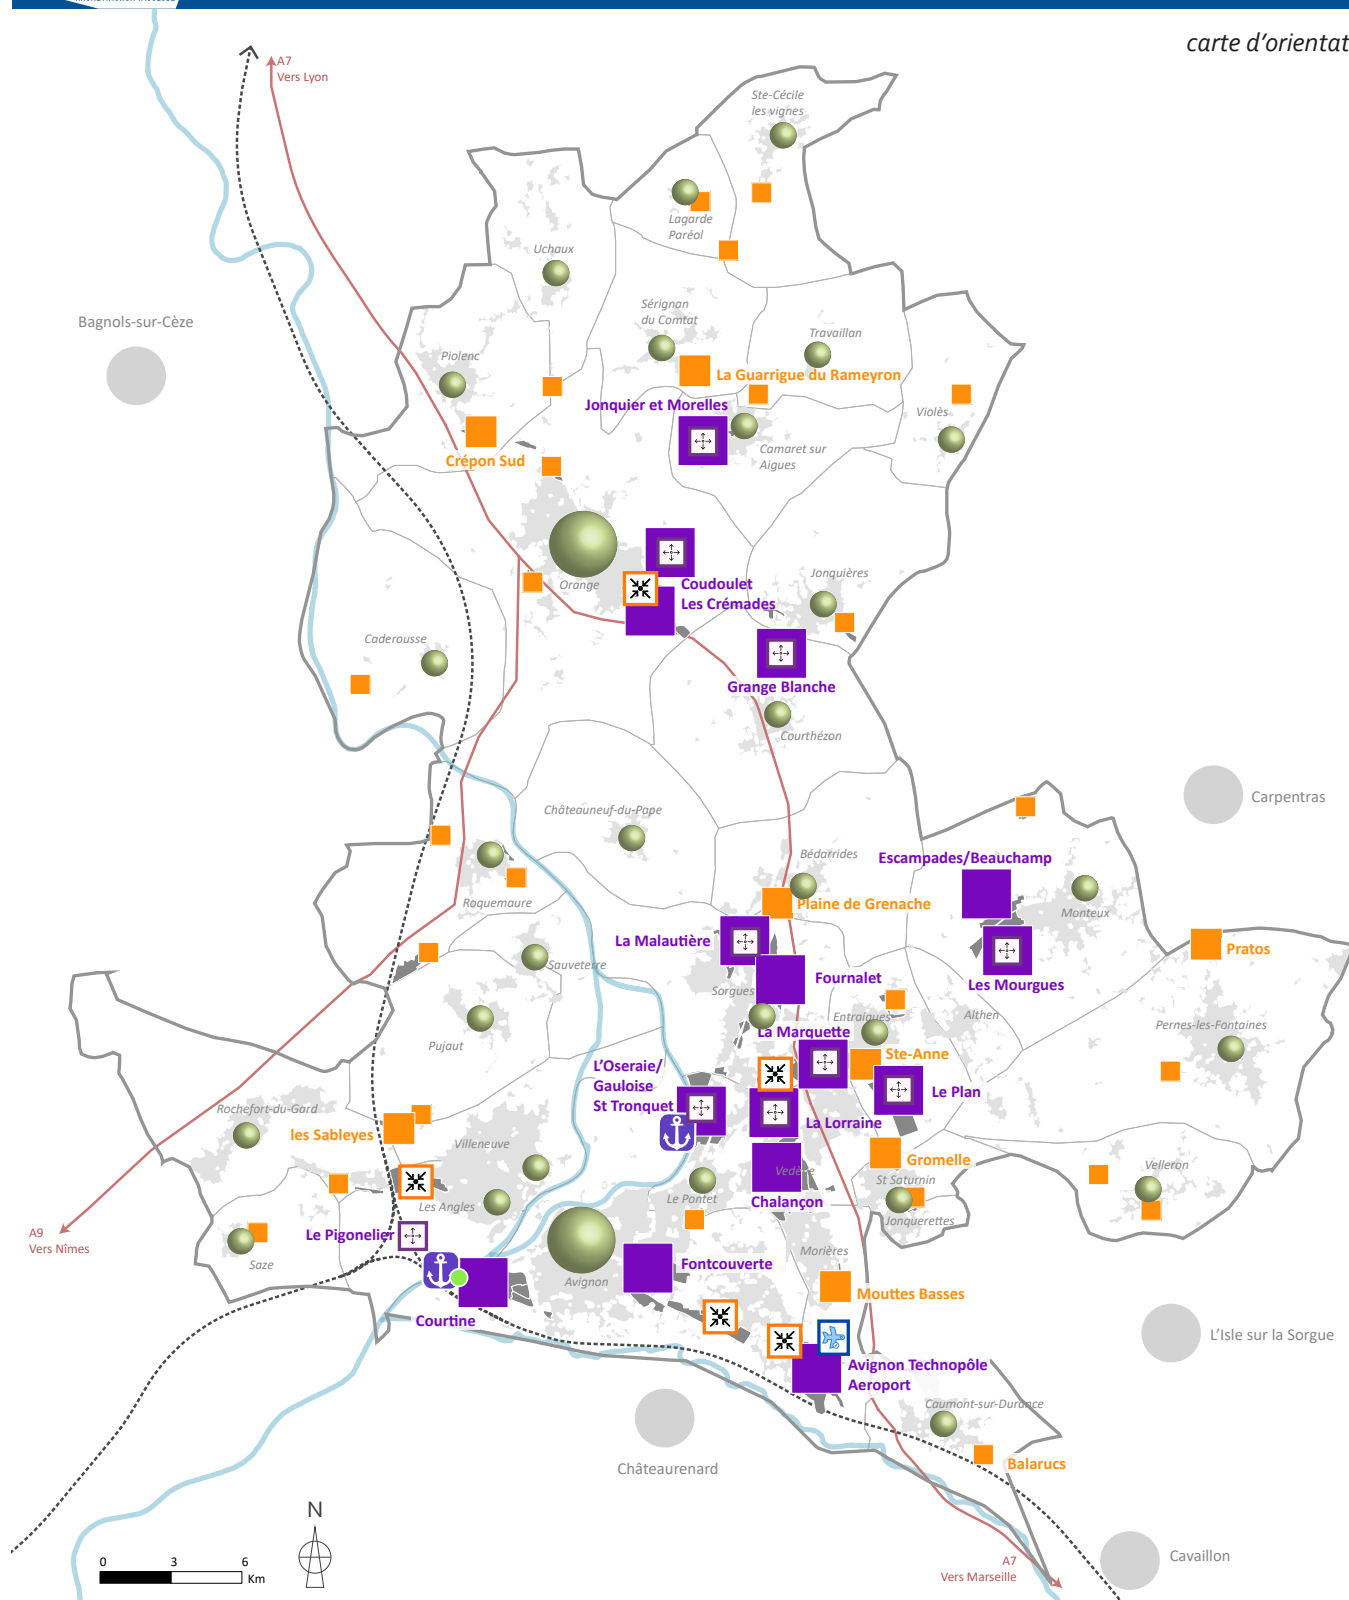 carte d'orientat
A7
Vers Lyon
Ste-Cécile
les vignes
Lagarde
Paréol
Uchaux
Bagnols-sur-Cèze
Sérignan
du Comtat
Travaillan
Piolenc
La Guarrigue du Rameyron
Jonquier et Morelles
Violès
Camaret sur
Aigues
Crépon Sud
Orange
Jonquières
Coudoulet
Les Crémades
Caderousse
Grange Blanche
Courthézon
Châteauneuf-du-Pape
Carpentras
Bédarrides
Escampades/Beauchamp
Roquemaure
Plaine de Grenache
Monteux
La Malautière
Pratos
Sauveterre
Fournalet
Les Mourgues
Sorgues
Entraigues
Althen
Pernes-les-Fontaines
Pujaut
La Marquette
Ste-Anne
L'Oseraie/
Gauloise
St Tronquet
Le Plan
Rochefort-du-Gard
les Sableyes
La Lorraine
Villeneuve
Gromelle
Velleron
Vedène
St Saturnin
Le Pontet
Les Angles
Chalançon
Jonquerettes
A9
Vers Nîmes
Le Pigonelier
Saze
Morières
Fontcouverte
Avignon
Mouttes Basses
Courtine
L'Isle sur la Sorgue
Avignon Technopôle
Aeroport
Caumont-sur-Durance
Châteaurenard
Balarucs
N
0 3 6
Km
A7
Vers Marseille
Cavaillon